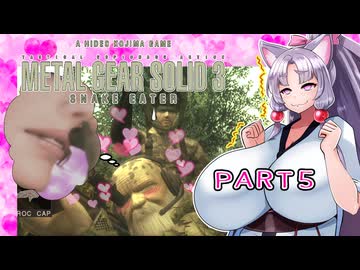 A HIDEO KOJIMA GAME
TACTICAL ESPIONAGE ACTION
METAL GEAR SOLID 3
SNAKE EATER
PART5
ROC CAP